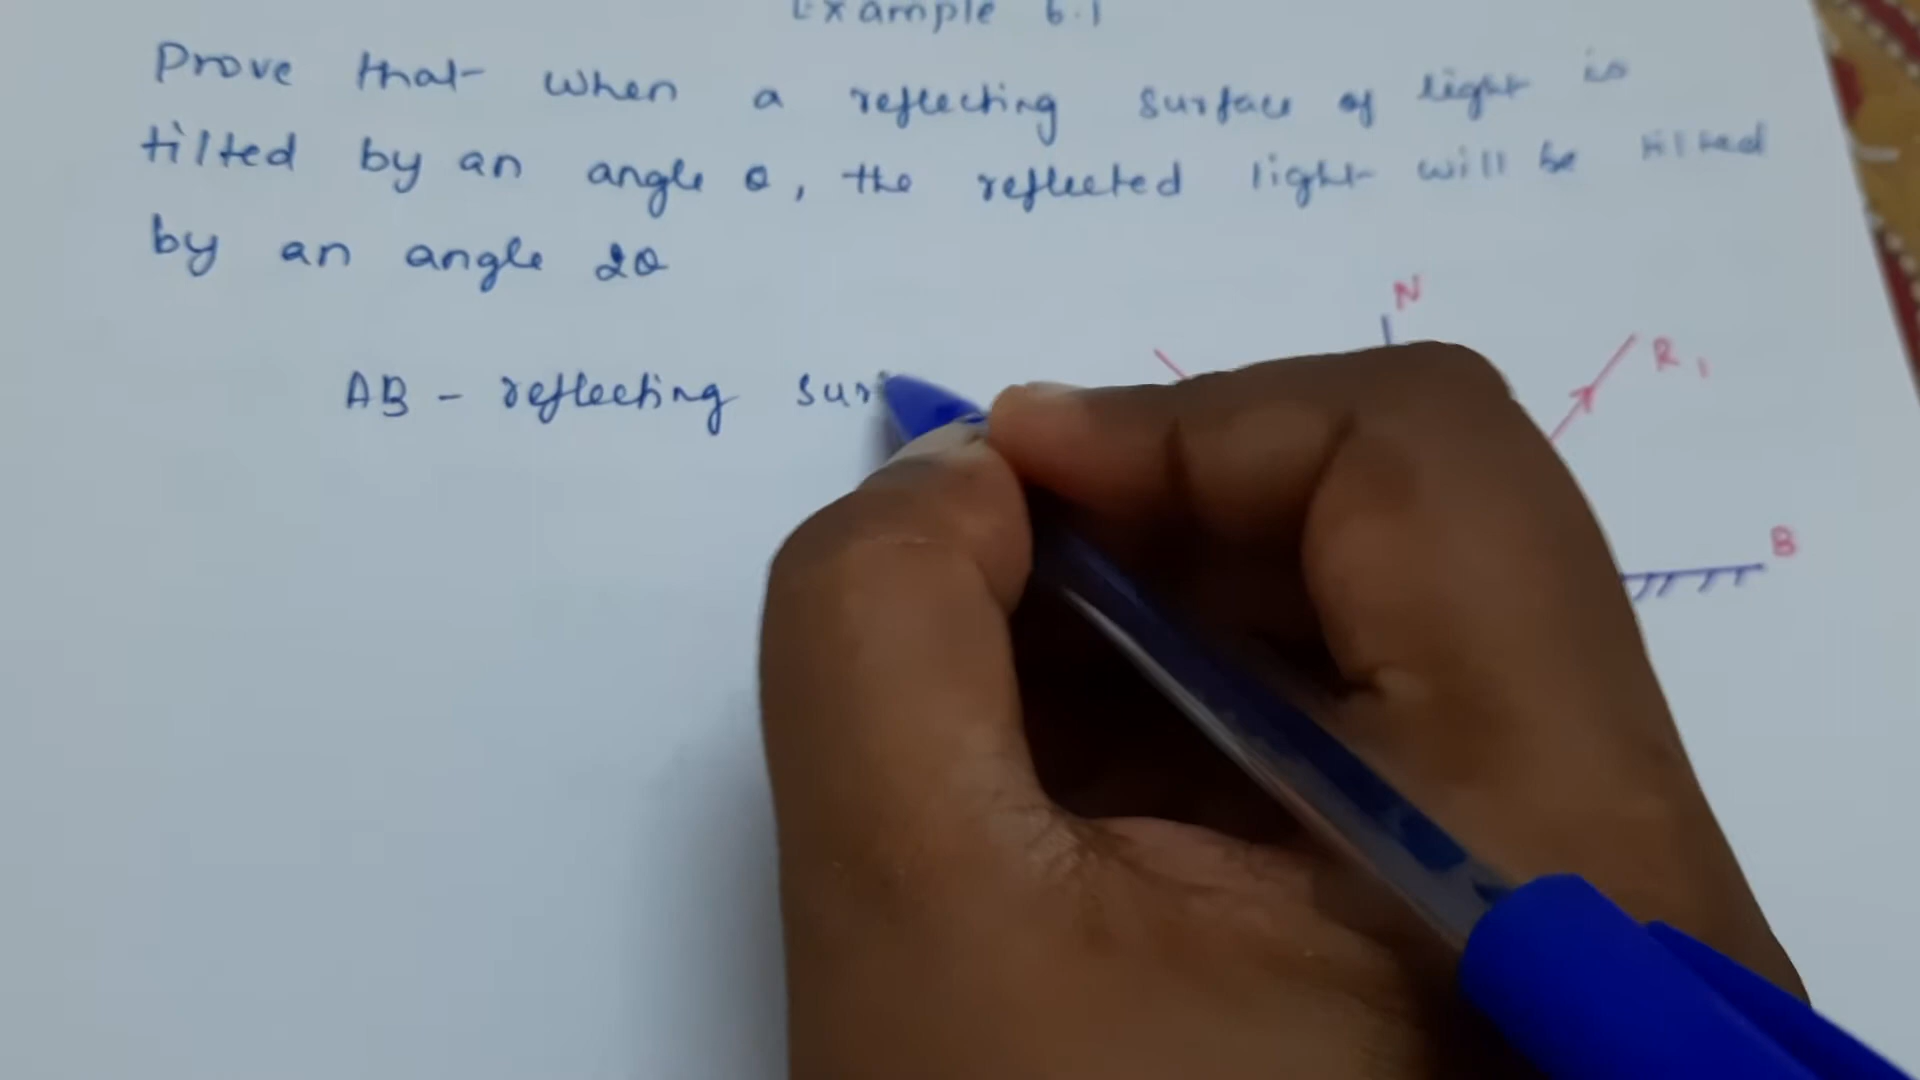 Example 6.1
Prove that when a reflecting surface of light is
tilted by an angle θ, the reflected light will be tilted
by an angle 2θ
N
R1
AB - reflecting sur
B